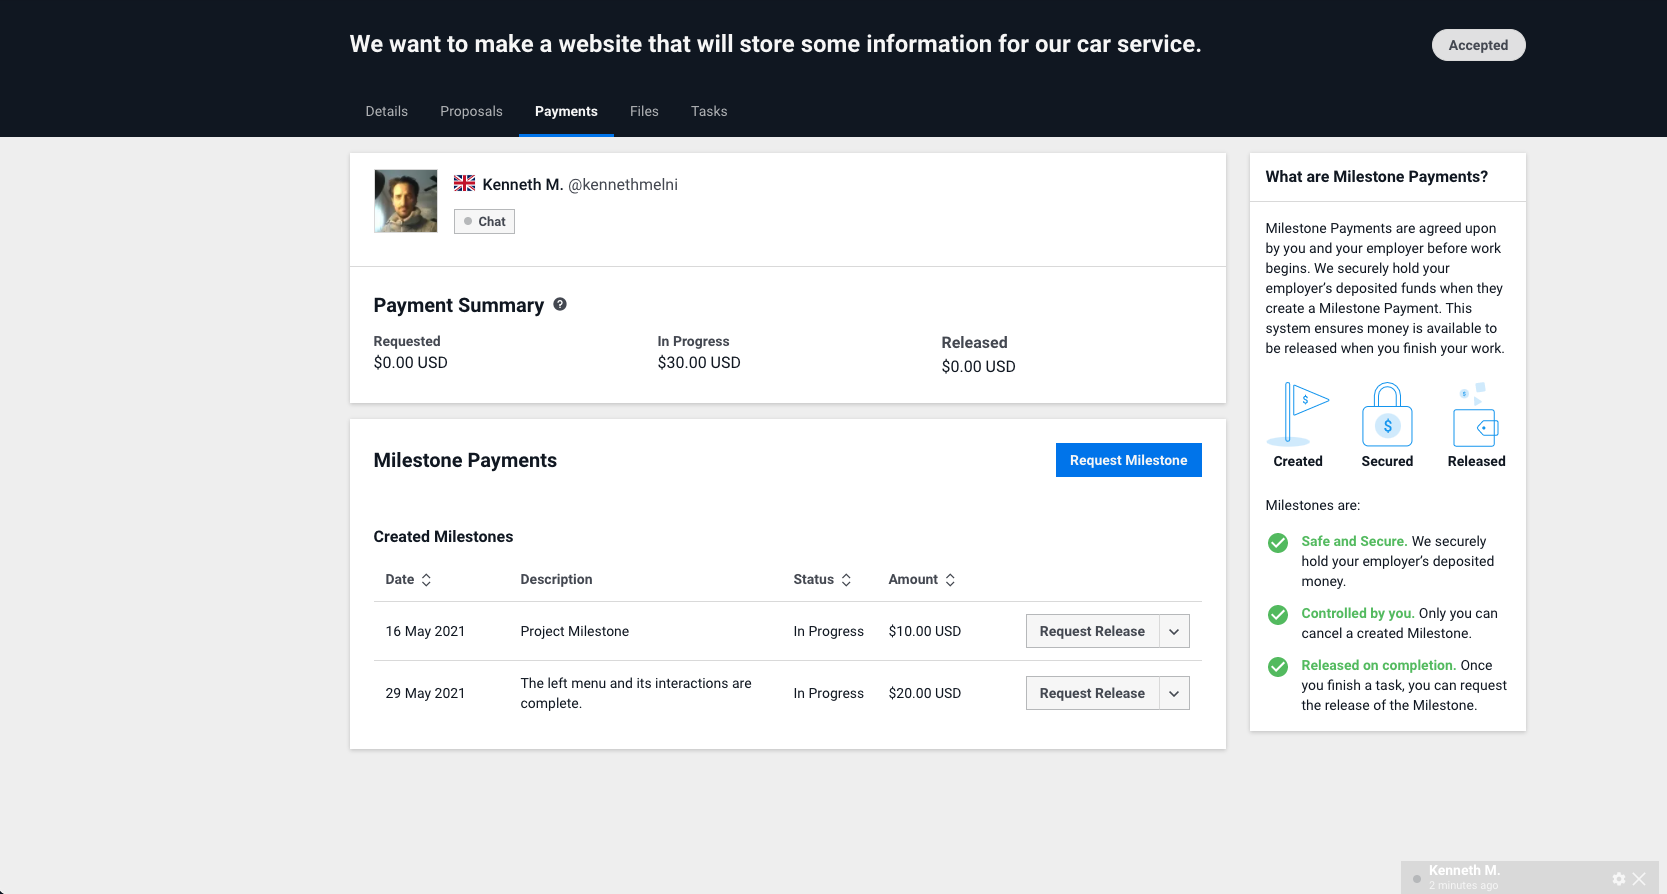 We want to make a website that will store some information for our car service.
Accepted
Details Proposals Payments Files Tasks
Kenneth M. @kennethmelni
Chat
Payment Summary
Requested In Progress Released
$0.00 USD $30.00 USD $0.00 USD
Milestone Payments
Request Milestone
Created Milestones
Date Description Status Amount
16 May 2021 Project Milestone In Progress $10.00 USD Request Release
29 May 2021 The left menu and its interactions are
complete. In Progress $20.00 USD Request Release
What are Milestone Payments?
Milestone Payments are agreed upon
by you and your employer before work
begins. We securely hold your
employer’s deposited funds when they
create a Milestone Payment. This
system ensures money is available to
be released when you finish your work.
$ $ $
Created Secured Released
Milestones are:
Safe and Secure. We securely
hold your employer’s deposited
money.
Controlled by you. Only you can
cancel a created Milestone.
Released on completion. Once
you finish a task, you can request
the release of the Milestone.
Kenneth M.
2 minutes ago